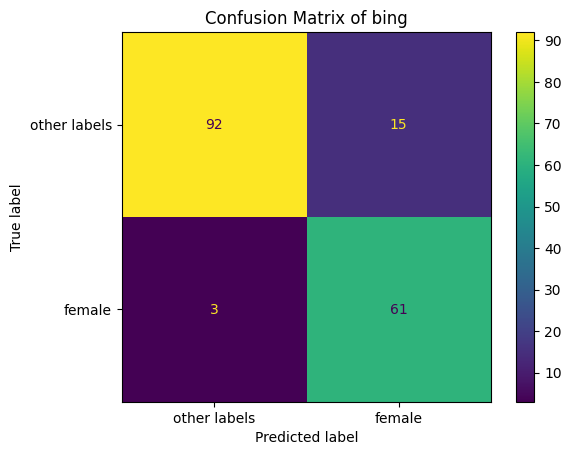 Confusion Matrix of bing
True label
other labels
female
92
15
3
61
other labels
female
Predicted label
90
80
70
60
50
40
30
20
10